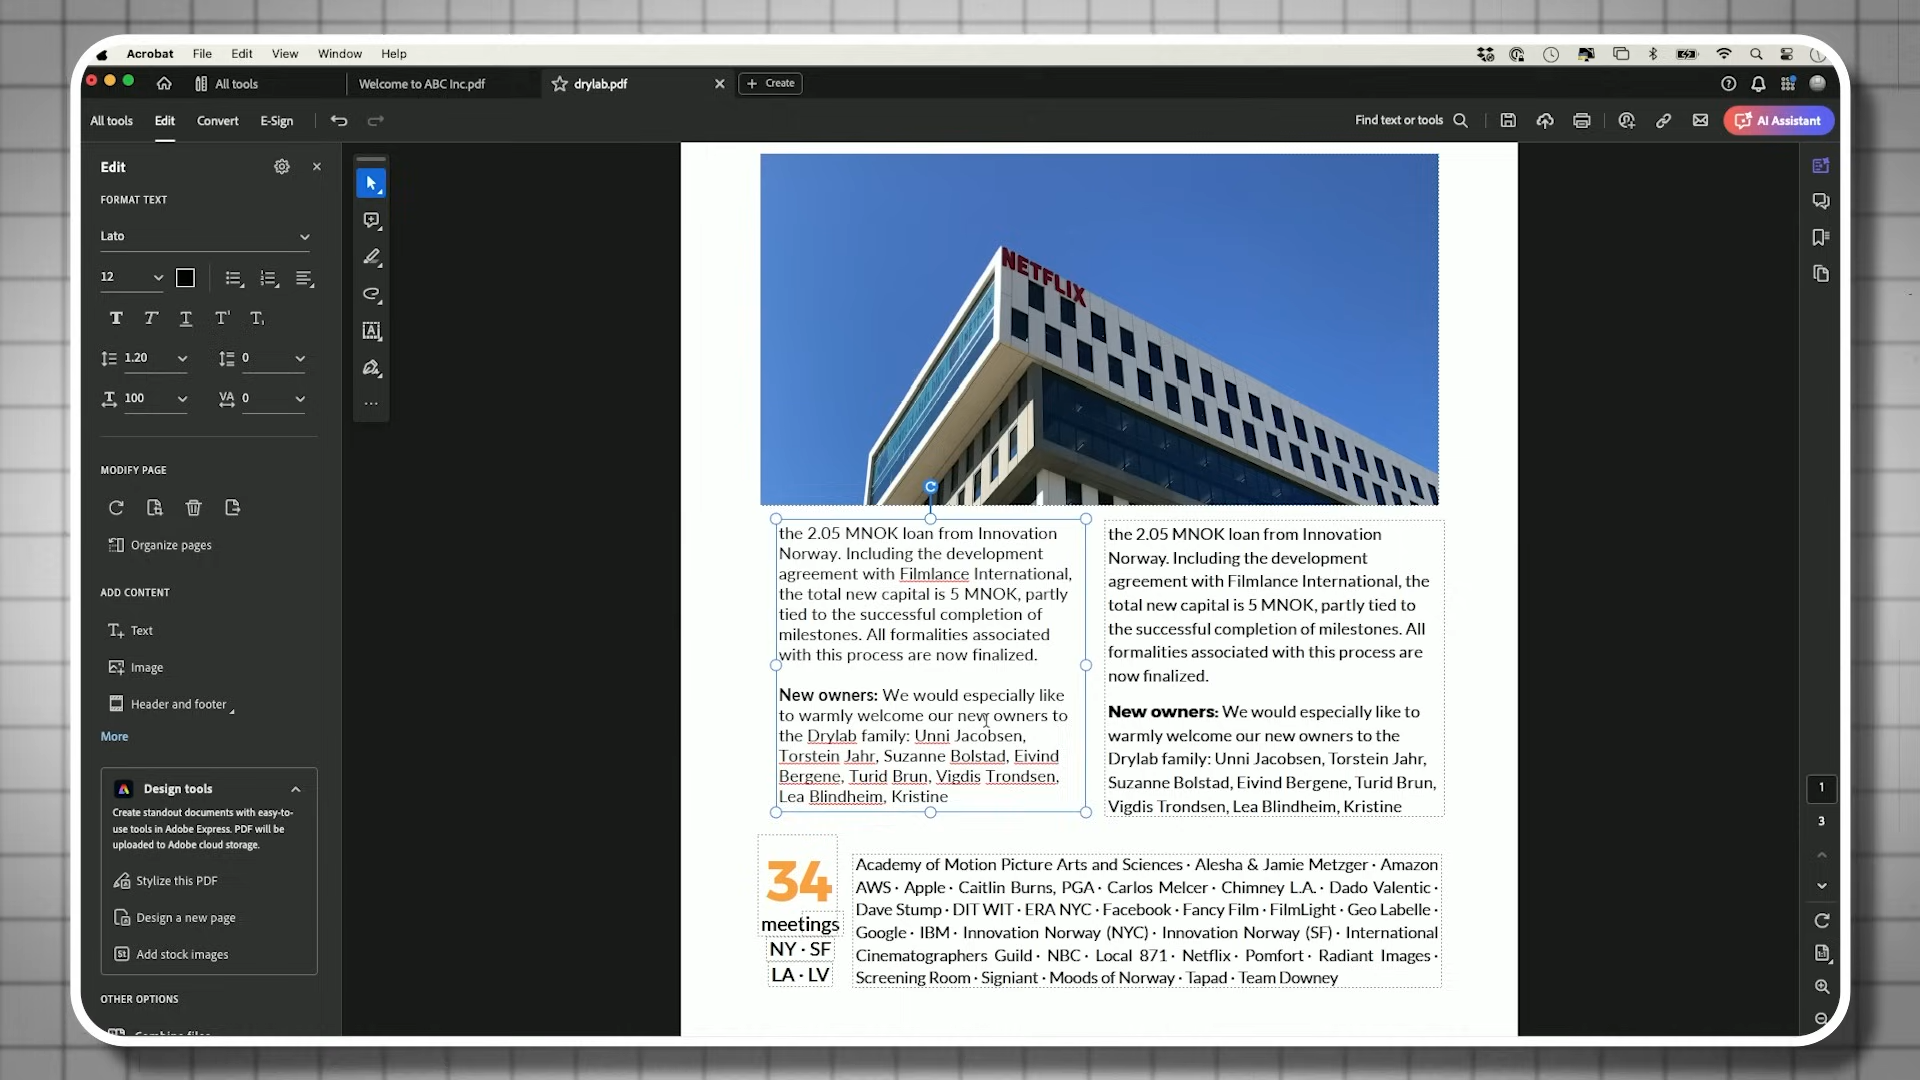 Acrobat File Edit View Window Help
All tools
Welcome to ABC Inc.pdf
drylab.pdf
Create
All tools Edit Convert E-Sign
Find text or tools
AI Assistant
Edit
FORMAT TEXT
Lato
12
T T T T' T,
1.20 0
100 VA 0
MODIFY PAGE
Organize pages
ADD CONTENT
Text
Image
Header and footer
More
Design tools
Create standout documents with easy-to-
use tools in Adobe Express. PDF will be
uploaded to Adobe cloud storage.
Stylize this PDF
Design a new page
St Add stock images
OTHER OPTIONS
Combine files
NETFLIX
the 2.05 MNOK loan from Innovation
Norway. Including the development
agreement with Filmlance International,
the total new capital is 5 MNOK, partly
tied to the successful completion of
milestones. All formalities associated
with this process are now finalized.
New owners: We would especially like
to warmly welcome our new owners to
the Drylab family: Unni Jacobsen,
Torstein Jahr, Suzanne Bolstad, Eivind
Bergene, Turid Brun, Vigdis Trondsen,
Lea Blindheim, Kristine
the 2.05 MNOK loan from Innovation
Norway. Including the development
agreement with Filmlance International, the
total new capital is 5 MNOK, partly tied to
the successful completion of milestones. All
formalities associated with this process are
now finalized.
New owners: We would especially like to
warmly welcome our new owners to the
Drylab family: Unni Jacobsen, Torstein Jahr,
Suzanne Bolstad, Eivind Bergene, Turid Brun,
Vigdis Trondsen, Lea Blindheim, Kristine
34
meetings
NY · SF
LA · LV
Academy of Motion Picture Arts and Sciences · Alesha & Jamie Metzger · Amazon
AWS · Apple · Caitlin Burns, PGA · Carlos Melcer · Chimney L.A. · Dado Valentic ·
Dave Stump · DIT WIT · ERA NYC · Facebook · Fancy Film · FilmLight · Geo Labelle ·
Google · IBM · Innovation Norway (NYC) · Innovation Norway (SF) · International
Cinematographers Guild · NBC · Local 871 · Netflix · Pomfort · Radiant Images ·
Screening Room · Signiant · Moods of Norway · Tapad · Team Downey
1
3